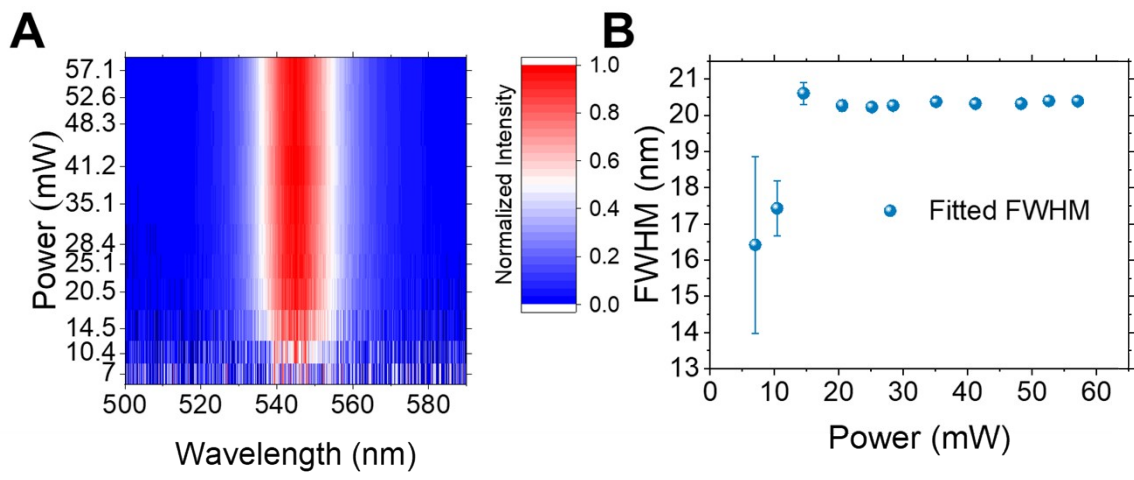 A
57.1
52.6
48.3
41.2
35.1
28.4
25.1
20.5
14.5
10.4
7
Power (mW)
500 520 540 560 580
Wavelength (nm)
Normalized Intensity
1.0
0.8
0.6
0.4
0.2
0.0
B
21
20
19
18
17
16
15
14
13
FWHM (nm)
Fitted FWHM
0 10 20 30 40 50 60
Power (mW)